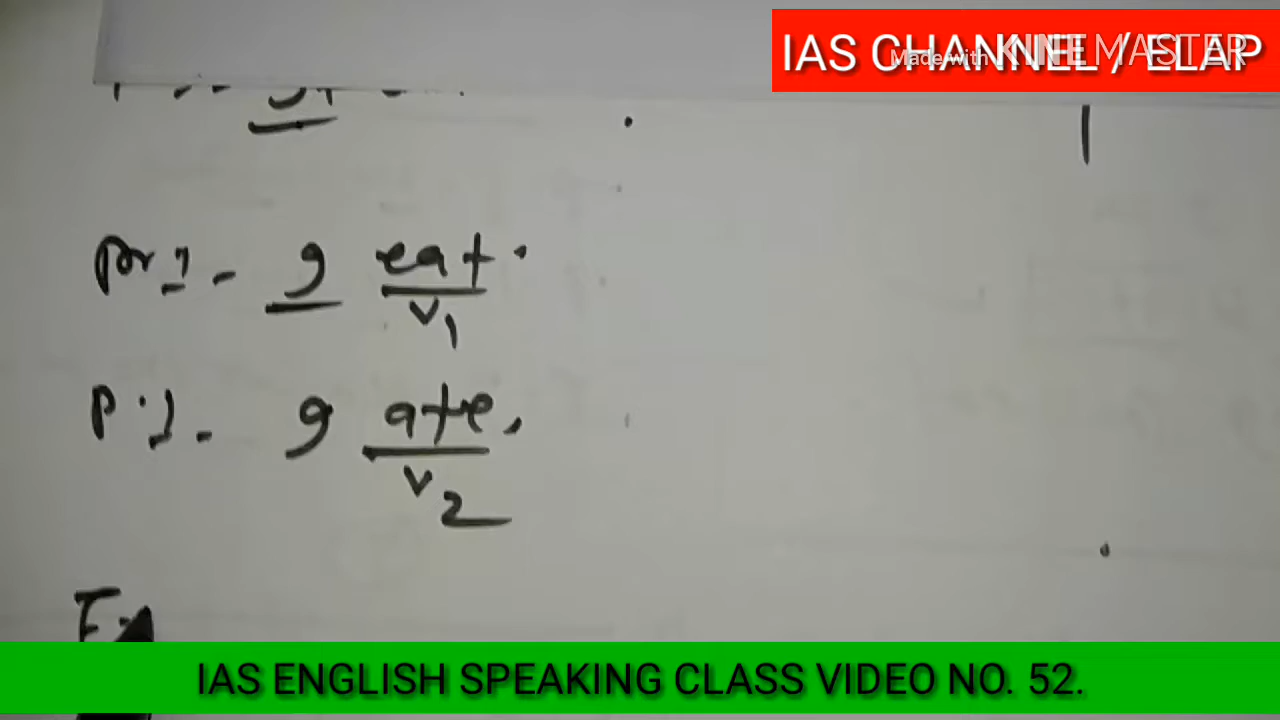 IAS CHANNEL / ELAP
Made with KINEMASTER
Pr.I - I eat.
V1
P.I - I ate.
V2
F.
IAS ENGLISH SPEAKING CLASS VIDEO NO. 52.